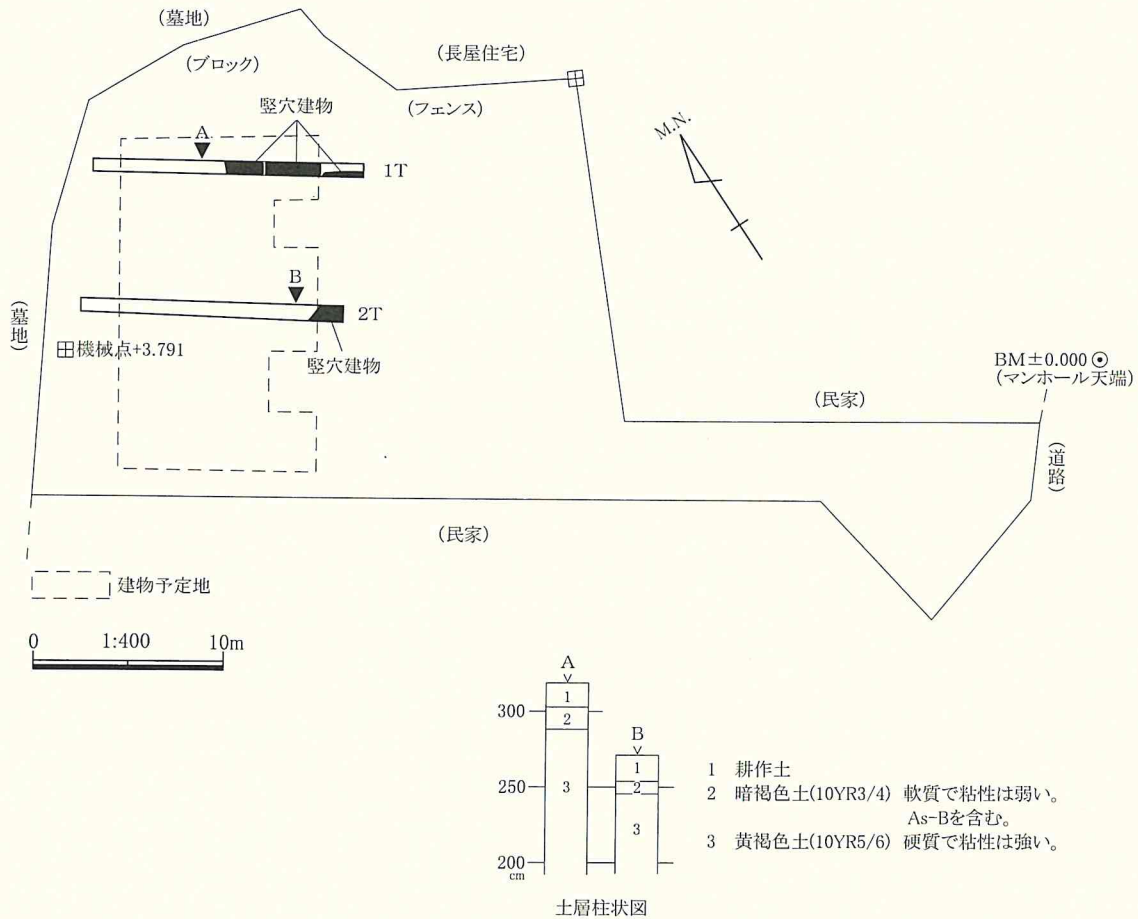 (墓地)
(ブロック)
(長屋住宅)
(フェンス)
竪穴建物
A
1T
M.N.
B
2T
(墓地)
機械点+3.791
竪穴建物
BM±0.000
(マンホール天端)
(民家)
(道路)
(民家)
建物予定地
0 1:400 10m
A
1
300
2
B
1
250
3
2
3
200
cm
1 耕作土
2 暗褐色土(10YR3/4) 軟質で粘性は弱い。
As-Bを含む。
3 黄褐色土(10YR5/6) 硬質で粘性は強い。
土層柱状図